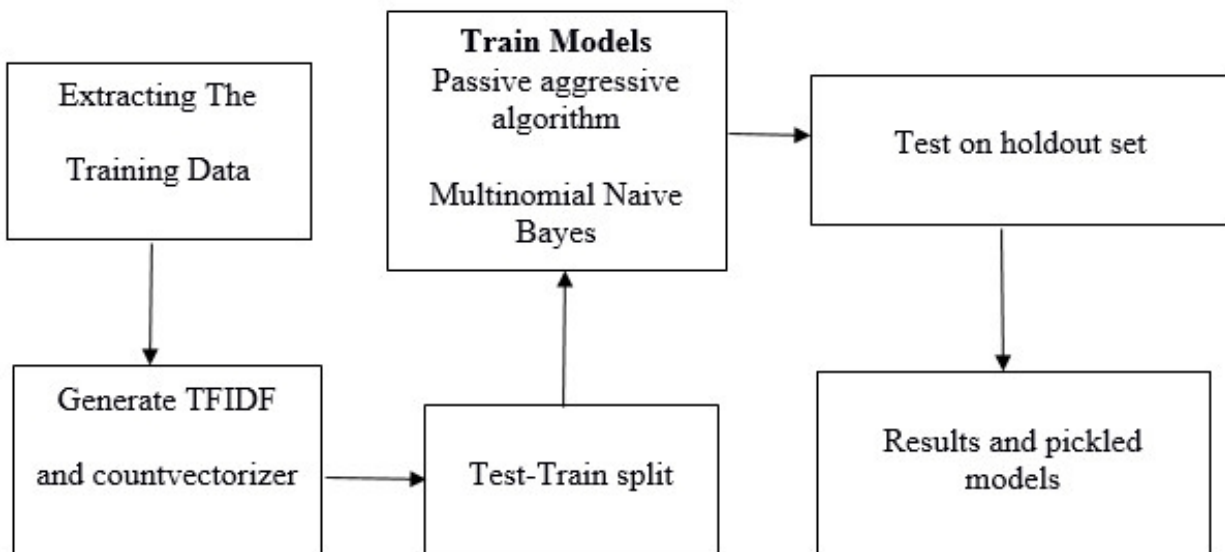 Extracting The
Training Data
Generate TFIDF
and countvectorizer
Test-Train split
Train Models
Passive aggressive
algorithm
Multinomial Naive
Bayes
Test on holdout set
Results and pickled
models